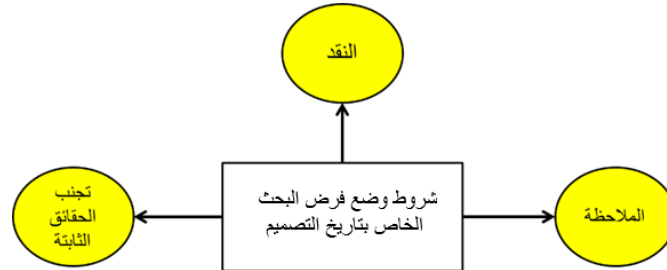 النقد
شروط وضع فرض البحث
الخاص بتاريخ التصميم
الملاحظة
تجنب
الحقائق
الثابتة